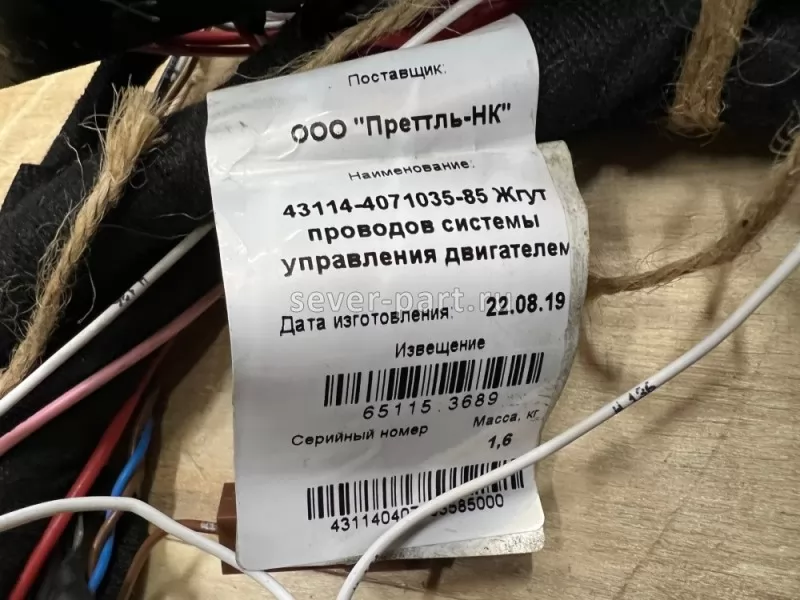 Поставщик:
ООО "Преттль-НК"
Наименование:
43114-4071035-85 Жгут
проводов системы
управления двигателем
sever-part.ru
Дата изготовления: 22.08.19
Извещение
65115.3689
Серийный номер Масса, кг
1,6